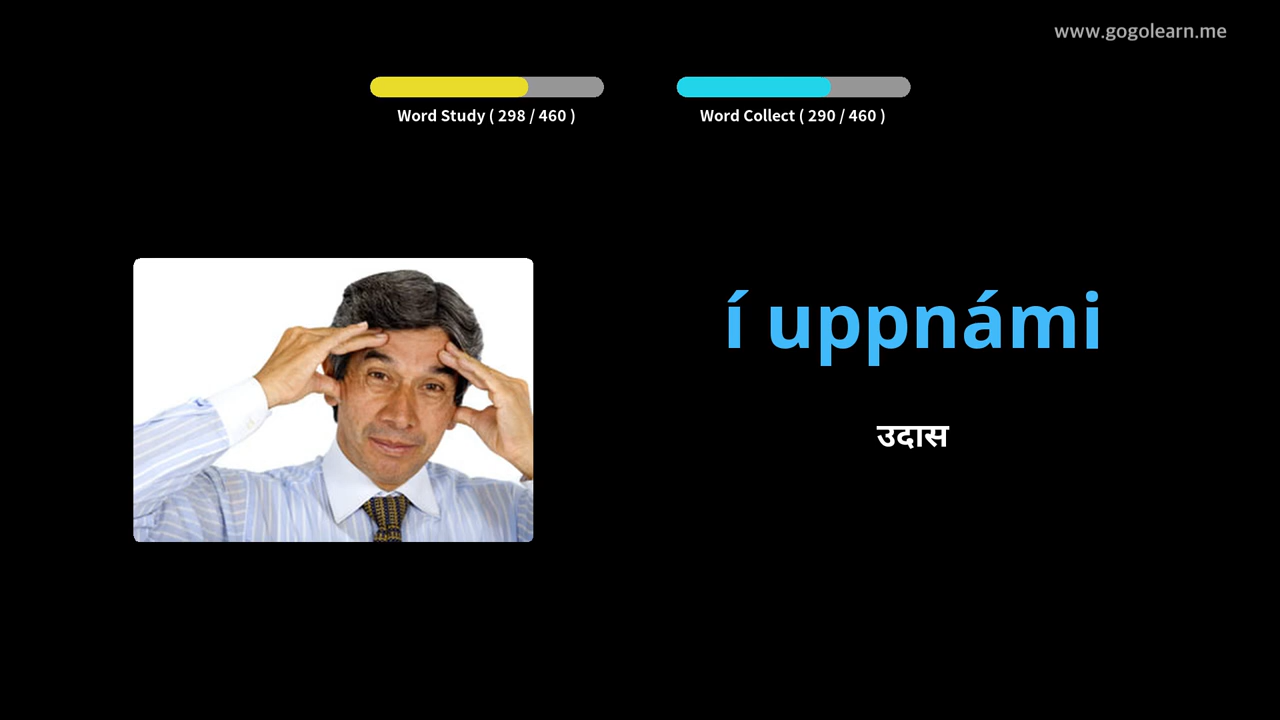 www.gogolearn.me
Word Study ( 298 / 460 )
Word Collect ( 290 / 460 )
í uppnámi
उदास